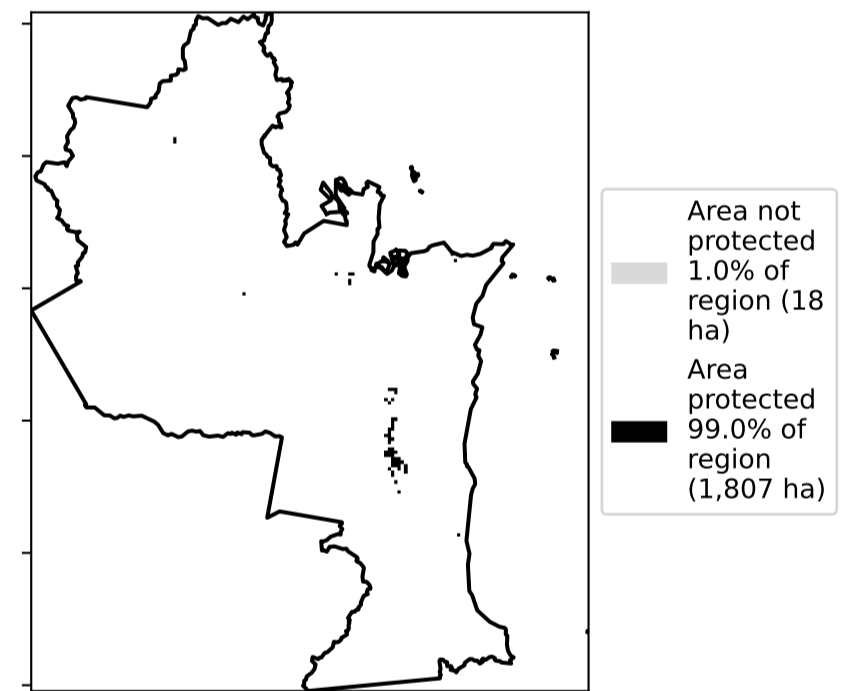 Area not
protected
1.0% of
region (18
ha)
Area
protected
99.0% of
region
(1,807 ha)